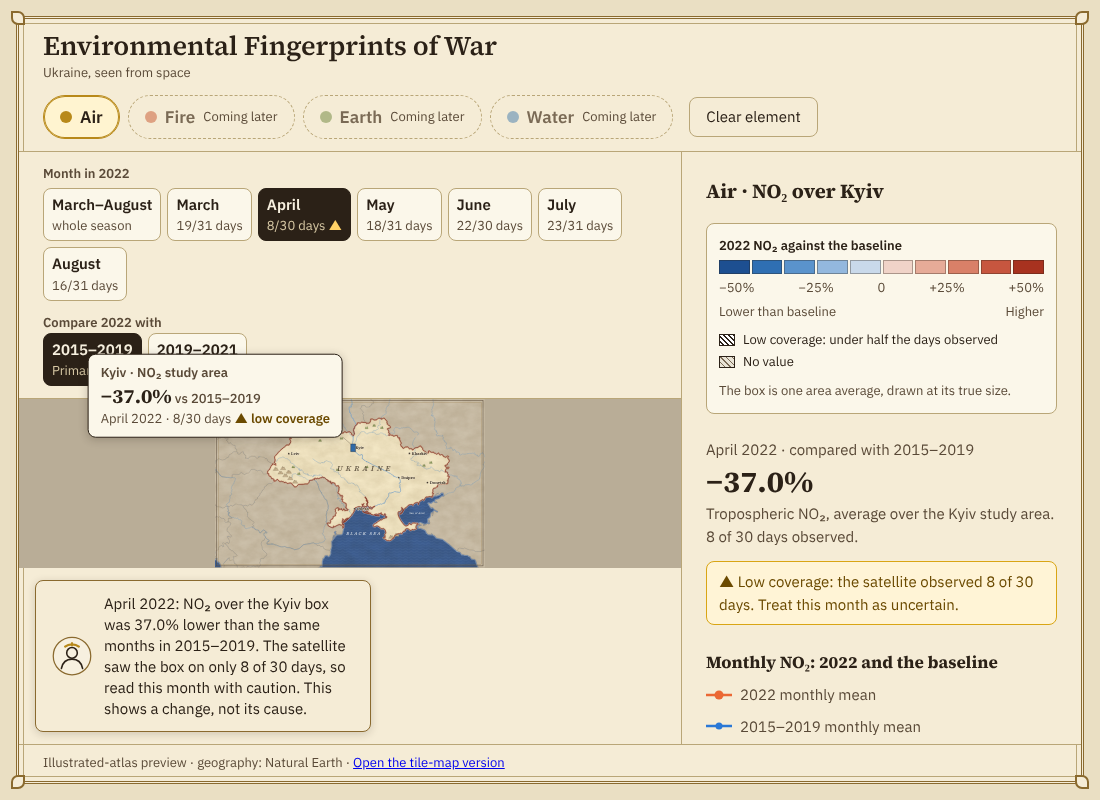 Environmental Fingerprints of War
Ukraine, seen from space
Air
Fire Coming later
Earth Coming later
Water Coming later
Clear element
Month in 2022
March–August
whole season
March
19/31 days
April
8/30 days ▲
May
18/31 days
June
22/30 days
July
23/31 days
August
16/31 days
Compare 2022 with
2015–2019
2019–2021
Kyiv · NO₂ study area
−37.0% vs 2015–2019
April 2022 · 8/30 days ▲ low coverage
UKRAINE
BLACK SEA
April 2022: NO₂ over the Kyiv box
was 37.0% lower than the same
months in 2015–2019. The satellite
saw the box on only 8 of 30 days, so
read this month with caution. This
shows a change, not its cause.
Air · NO₂ over Kyiv
2022 NO₂ against the baseline
−50% −25% 0 +25% +50%
Lower than baseline Higher
Low coverage: under half the days observed
No value
The box is one area average, drawn at its true size.
April 2022 · compared with 2015–2019
−37.0%
Tropospheric NO₂, average over the Kyiv study area.
8 of 30 days observed.
▲ Low coverage: the satellite observed 8 of 30
days. Treat this month as uncertain.
Monthly NO₂: 2022 and the baseline
2022 monthly mean
2015–2019 monthly mean
Illustrated-atlas preview · geography: Natural Earth · Open the tile-map version